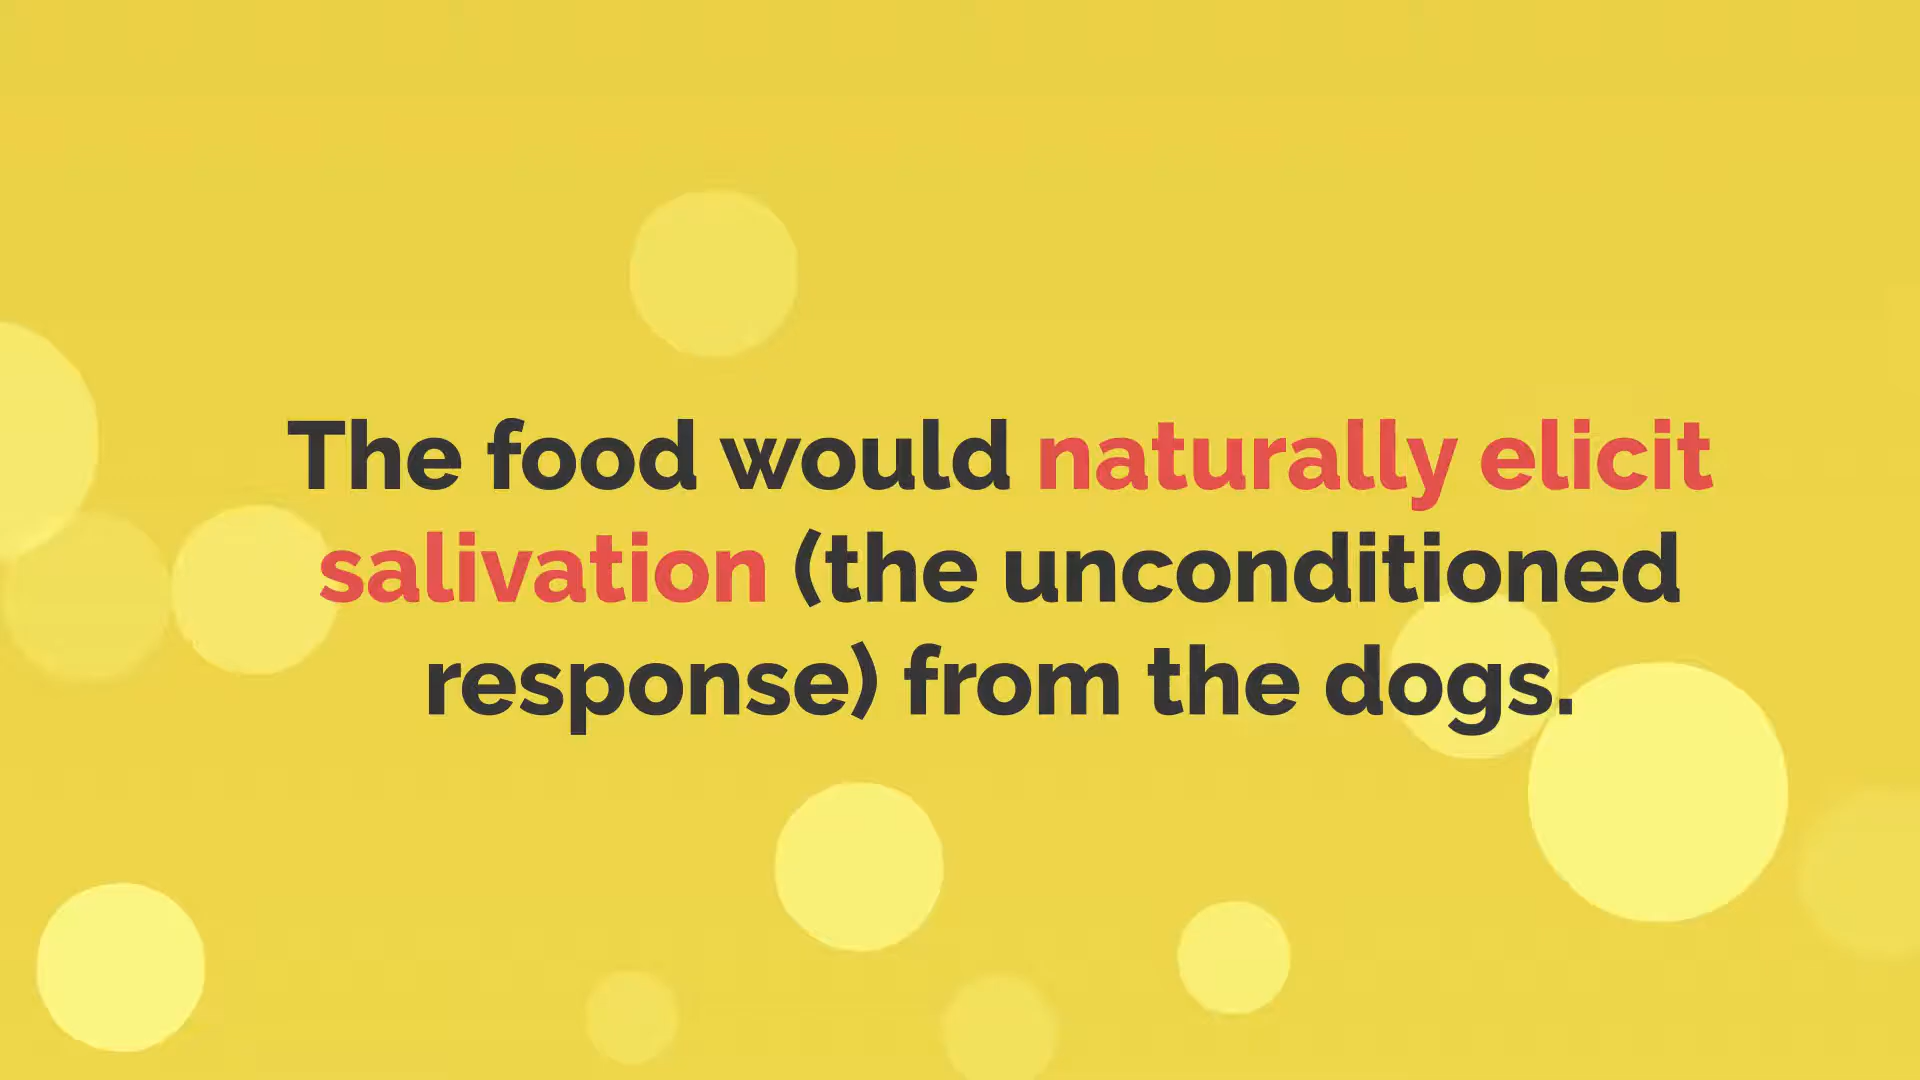 The food would naturally elicit
salivation (the unconditioned
response) from the dogs.